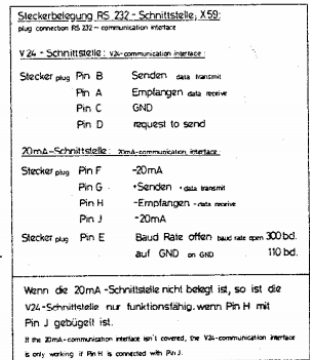 Steckerbelegung RS 232 - Schnittstelle, X59:
plug connection RS 232 - communication interface
V24 - Schnittstelle: V24-communication interface:
Stecker plug Pin B Senden data transmit
Pin A Empfangen data receive
Pin C GND
Pin D request to send
20mA-Schnittstelle: 20mA-communication interface:
Stecker plug Pin F -20mA
Pin G +Senden +data transmit
Pin H -Empfangen -data receive
Pin J -20mA
Stecker plug Pin E Baud Rate offen baud rate open 300 bd.
auf GND on GND 110 bd.
Wenn die 20mA -Schnittstelle nicht belegt ist, so ist die
V24-Schnittstelle nur funktionsfähig, wenn Pin H mit
Pin J gebügelt ist.
If the 20mA-communication interface isn't covered, the V24-communication interface
is only working if Pin H is connected with Pin J.